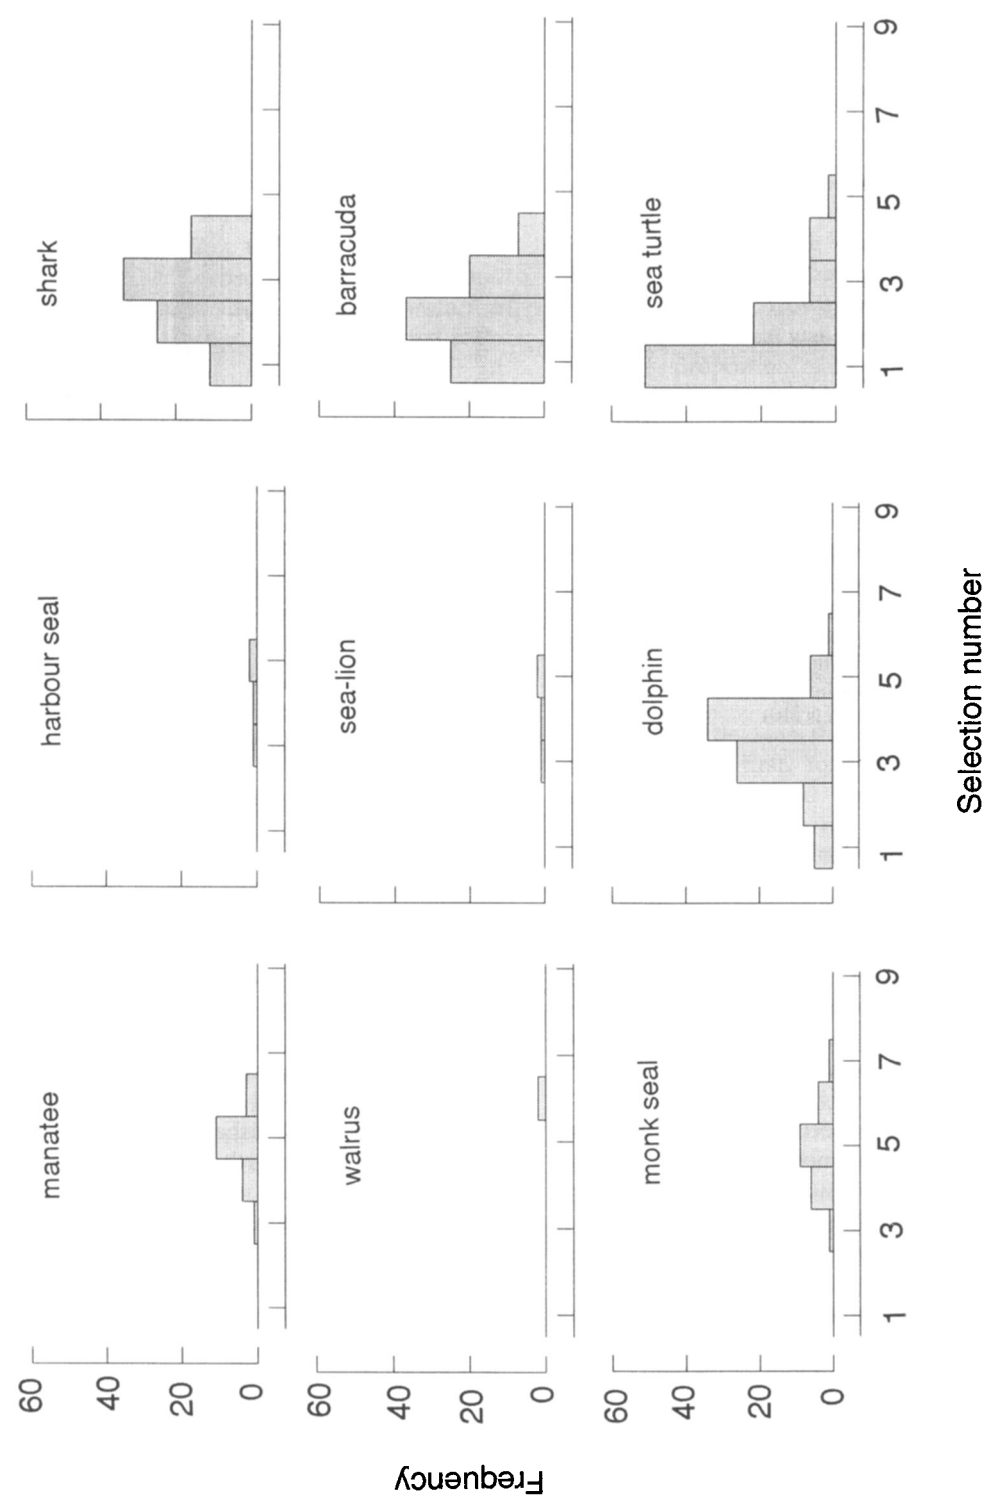 manatee
harbour seal
shark
60
40
20
0
walrus
sea-lion
barracuda
60
40
20
0
monk seal
dolphin
sea turtle
60
40
20
0
1 3 5 7 9
1 3 5 7 9
1 3 5 7 9
Frequency
Selection number